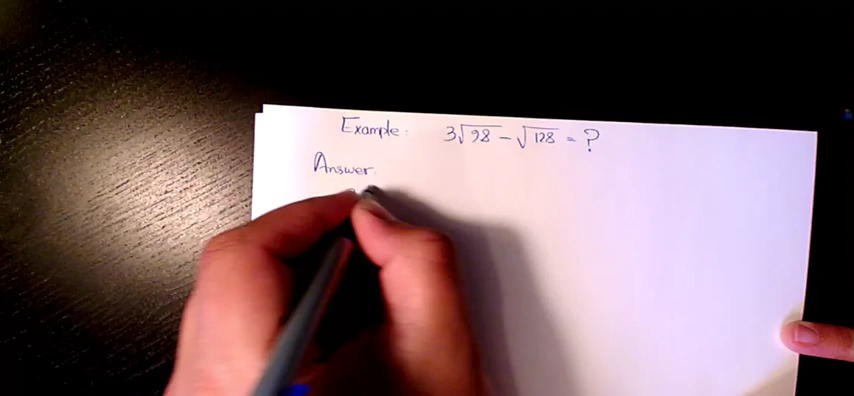 Example: 3√98 - √128 = ?
Answer.